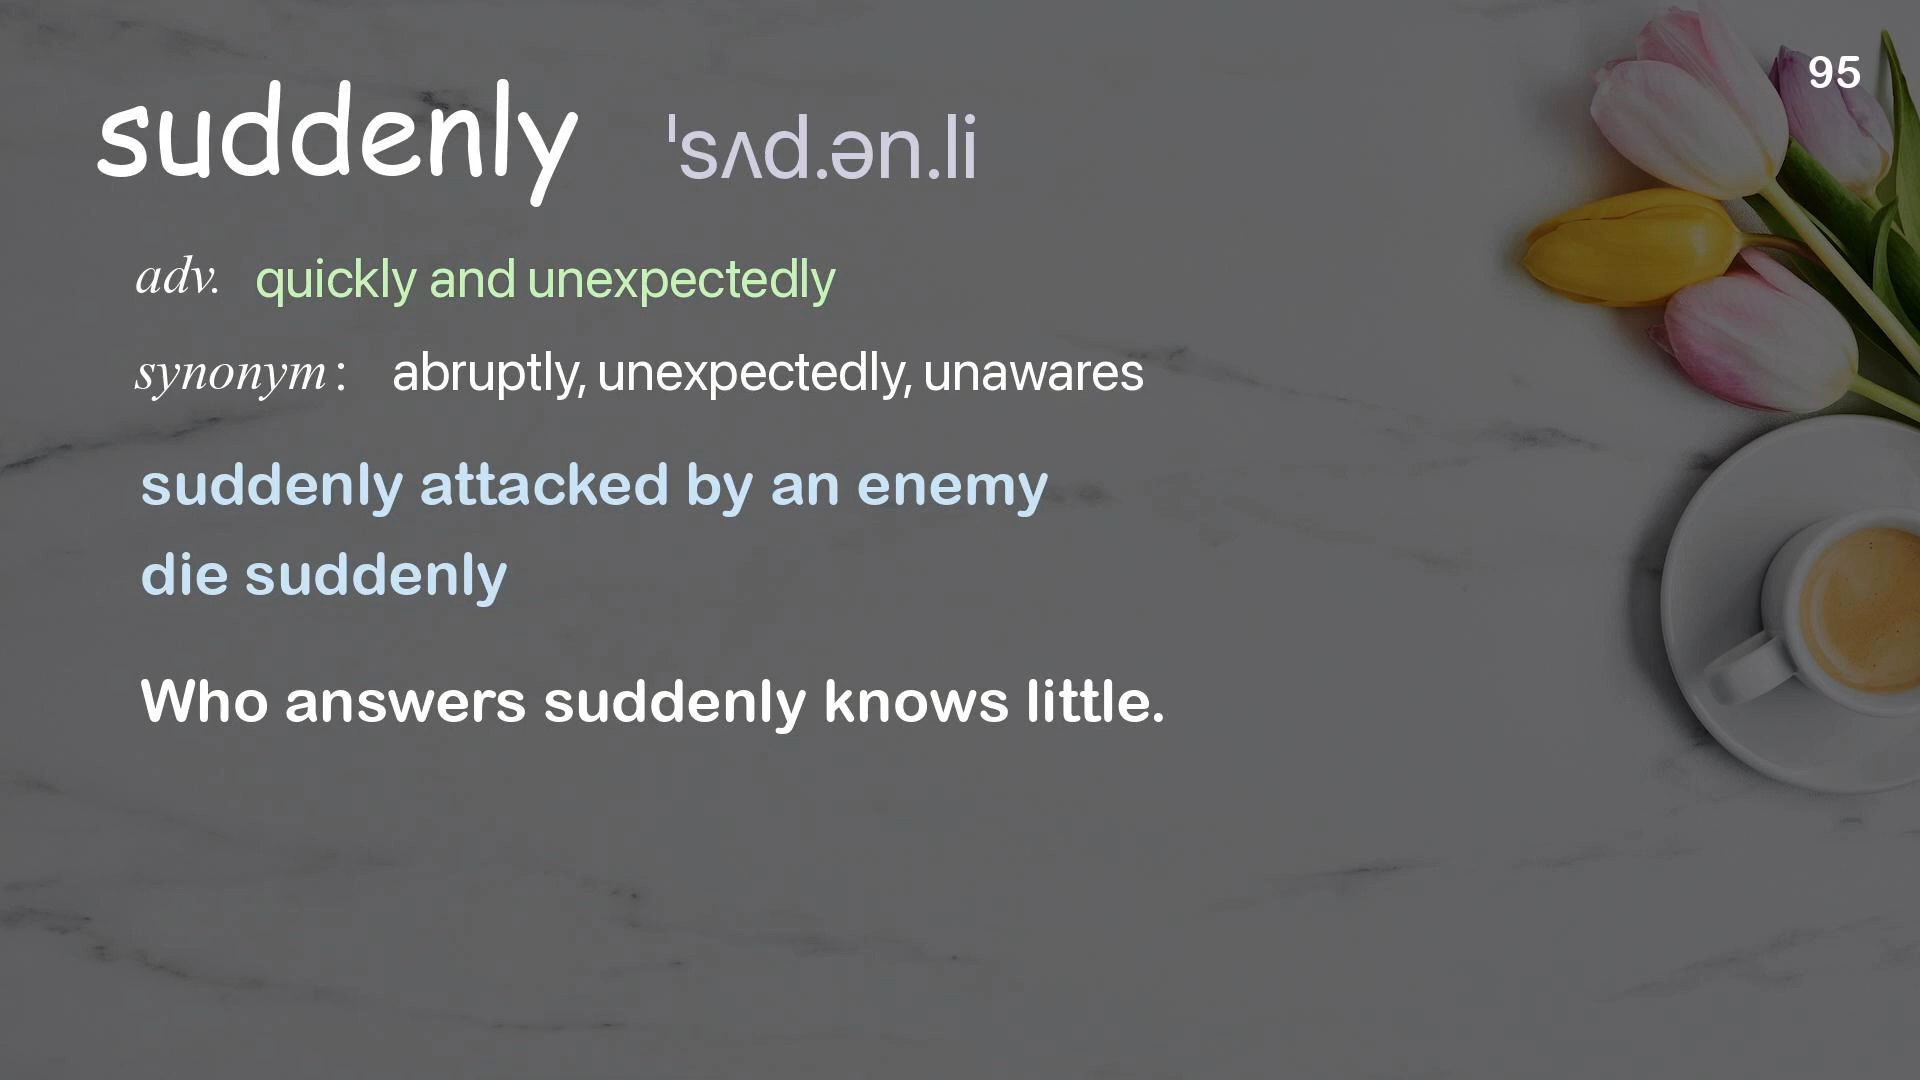 95
suddenly ˈsʌd.ən.li
adv. quickly and unexpectedly
synonym : abruptly, unexpectedly, unawares
suddenly attacked by an enemy
die suddenly
Who answers suddenly knows little.